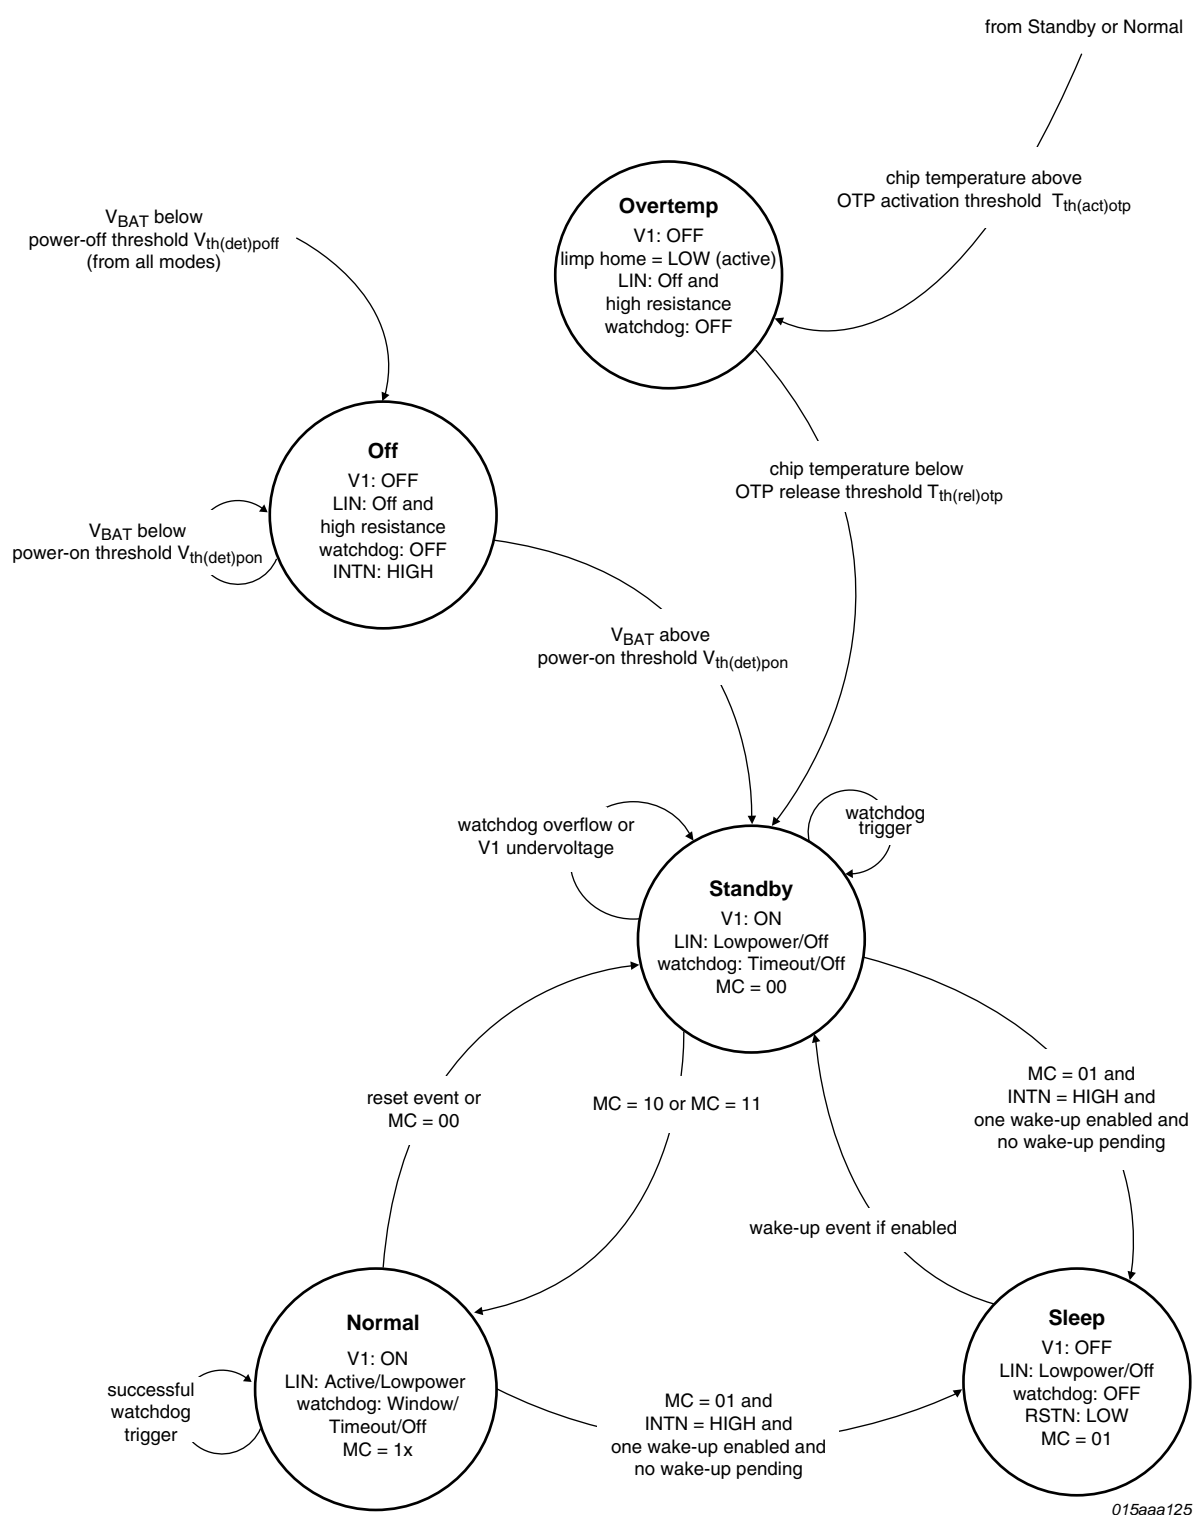 from Standby or Normal
chip temperature above
OTP activation threshold Tth(act)otp
Overtemp
V1: OFF
limp home = LOW (active)
LIN: Off and
high resistance
watchdog: OFF
VBAT below
power-off threshold Vth(det)poff
(from all modes)
Off
V1: OFF
LIN: Off and
high resistance
watchdog: OFF
INTN: HIGH
VBAT below
power-on threshold Vth(det)pon
chip temperature below
OTP release threshold Tth(rel)otp
VBAT above
power-on threshold Vth(det)pon
watchdog overflow or
V1 undervoltage
watchdog
trigger
Standby
V1: ON
LIN: Lowpower/Off
watchdog: Timeout/Off
MC = 00
reset event or
MC = 00
MC = 10 or MC = 11
MC = 01 and
INTN = HIGH and
one wake-up enabled and
no wake-up pending
wake-up event if enabled
Normal
V1: ON
LIN: Active/Lowpower
watchdog: Window/
Timeout/Off
MC = 1x
successful
watchdog
trigger
MC = 01 and
INTN = HIGH and
one wake-up enabled and
no wake-up pending
Sleep
V1: OFF
LIN: Lowpower/Off
watchdog: OFF
RSTN: LOW
MC = 01
015aaa125